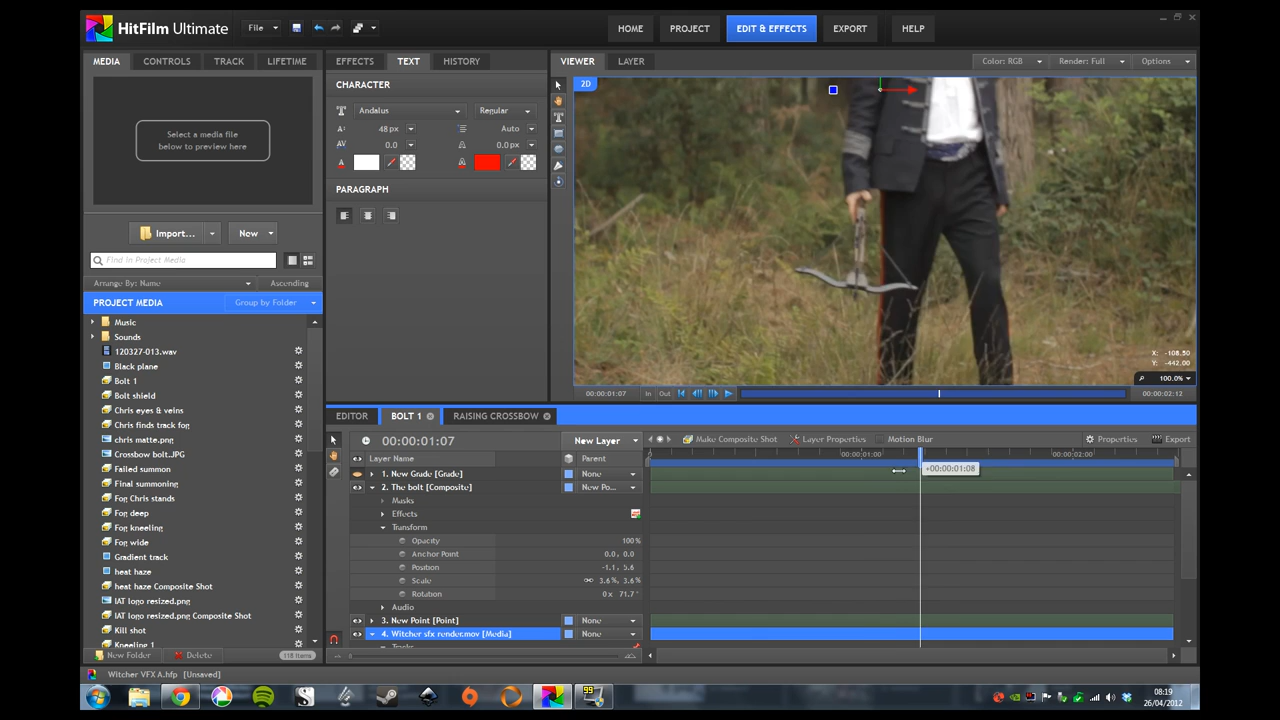 HitFilm Ultimate
File
HOME
PROJECT
EDIT & EFFECTS
EXPORT
HELP
MEDIA
CONTROLS
TRACK
LIFETIME
EFFECTS
TEXT
HISTORY
VIEWER
LAYER
Color: RGB
Render: Full
Options
Select a media file
below to preview here
CHARACTER
Andalus
Regular
48 px
Auto
0.0
0.0 px
PARAGRAPH
2D
X: -108.50
Y: -442.00
100.0%
Import...
New
Find in Project Media
Arrange By: Name
Ascending
PROJECT MEDIA
Group by Folder
Music
Sounds
120327-013.wav
Black plane
Bolt 1
Bolt shield
Chris eyes & veins
Chris finds track fog
chris matte.png
Crossbow bolt.JPG
Failed summon
Final summoning
Fog Chris stands
Fog deep
Fog kneeling
Fog wide
Gradient track
heat haze
heat haze Composite Shot
IAT logo resized.png
IAT logo resized.png Composite Shot
Kill shot
Kneeling 1
New Folder
Delete
118 Items
00:00:01:07
In
Out
00:00:02:12
EDITOR
BOLT 1
RAISING CROSSBOW
00:00:01:07
New Layer
Make Composite Shot
Layer Properties
Motion Blur
Properties
Export
Layer Name
Parent
0
00:00:01:00
00:00:02:00
+00:00:01:08
1. New Grade [Grade]
None
2. The bolt [Composite]
New Po...
Masks
Effects
Transform
Opacity
100%
Anchor Point
0.0, 0.0
Position
-1.1, 5.6
Scale
3.6%, 3.6%
Rotation
0 x 71.7°
Audio
3. New Point [Point]
None
4. Witcher sfx render.mov [Media]
None
Tracks
Witcher VFX A.hfp [Unsaved]
99
08:19
26/04/2012